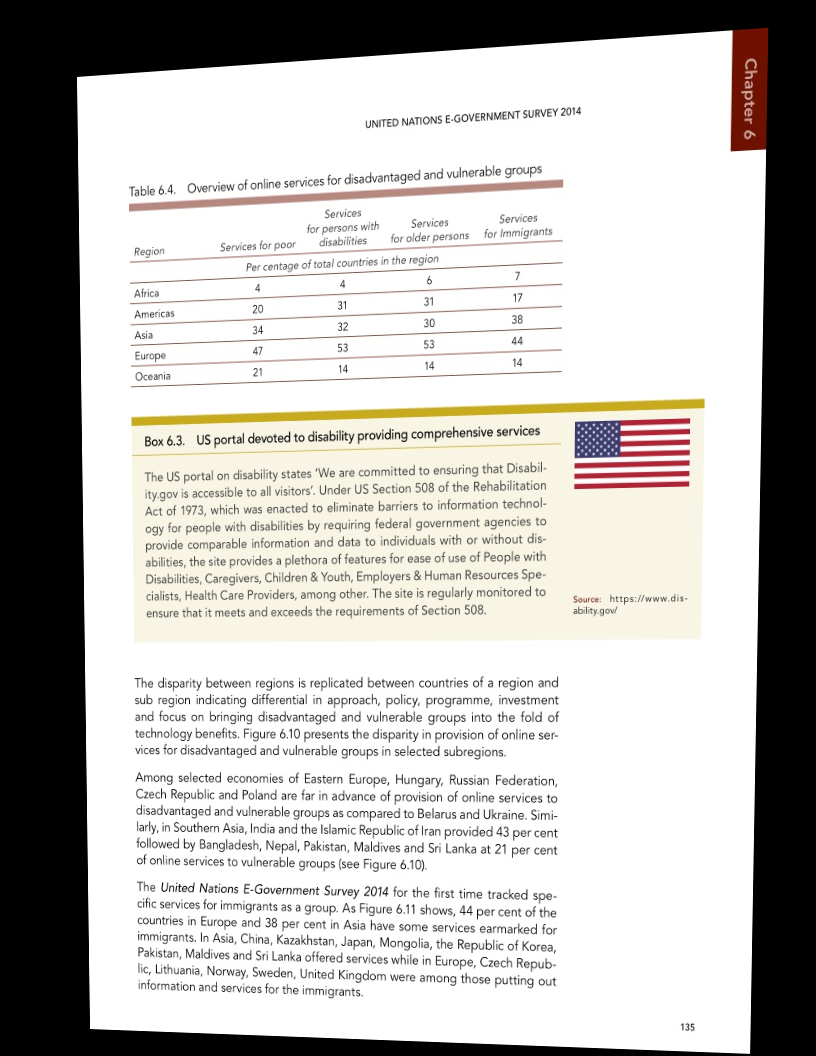 Chapter 6
UNITED NATIONS E-GOVERNMENT SURVEY 2014
Table 6.4. Overview of online services for disadvantaged and vulnerable groups
Region Services for poor Services for persons with disabilities Services for older persons Services for Immigrants
Per centage of total countries in the region
Africa 4 4 6 7
Americas 20 31 31 17
Asia 34 32 30 38
Europe 47 53 53 44
Oceania 21 14 14 14
Box 6.3. US portal devoted to disability providing comprehensive services
The US portal on disability states ‘We are committed to ensuring that Disabil-
ity.gov is accessible to all visitors’. Under US Section 508 of the Rehabilitation
Act of 1973, which was enacted to eliminate barriers to information technol-
ogy for people with disabilities by requiring federal government agencies to
provide comparable information and data to individuals with or without dis-
abilities, the site provides a plethora of features for ease of use of People with
Disabilities, Caregivers, Children & Youth, Employers & Human Resources Spe-
cialists, Health Care Providers, among other. The site is regularly monitored to
ensure that it meets and exceeds the requirements of Section 508.
Source: https://www.dis-
ability.gov/
The disparity between regions is replicated between countries of a region and
sub region indicating differential in approach, policy, programme, investment
and focus on bringing disadvantaged and vulnerable groups into the fold of
technology benefits. Figure 6.10 presents the disparity in provision of online ser-
vices for disadvantaged and vulnerable groups in selected subregions.
Among selected economies of Eastern Europe, Hungary, Russian Federation,
Czech Republic and Poland are far in advance of provision of online services to
disadvantaged and vulnerable groups as compared to Belarus and Ukraine. Simi-
larly, in Southern Asia, India and the Islamic Republic of Iran provided 43 per cent
followed by Bangladesh, Nepal, Pakistan, Maldives and Sri Lanka at 21 per cent
of online services to vulnerable groups (see Figure 6.10).
The United Nations E-Government Survey 2014 for the first time tracked spe-
cific services for immigrants as a group. As Figure 6.11 shows, 44 per cent of the
countries in Europe and 38 per cent in Asia have some services earmarked for
immigrants. In Asia, China, Kazakhstan, Japan, Mongolia, the Republic of Korea,
Pakistan, Maldives and Sri Lanka offered services while in Europe, Czech Repub-
lic, Lithuania, Norway, Sweden, United Kingdom were among those putting out
information and services for the immigrants.
135